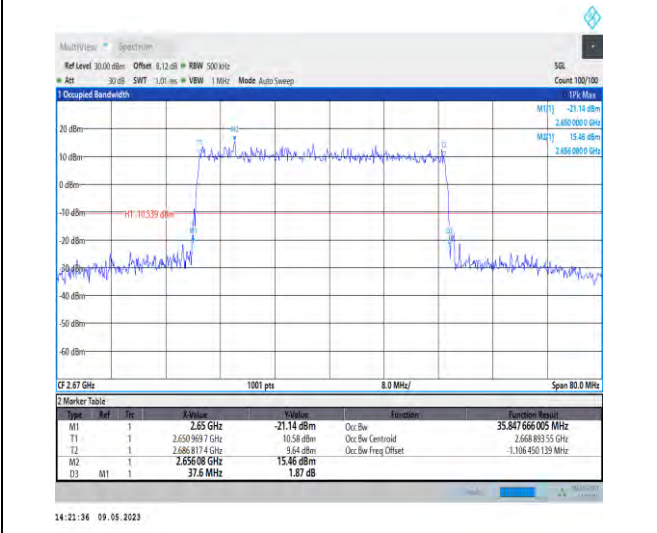 MultiView Spectrum
Ref Level 30.00 dBm Offset 8.12 dB RBW 500 kHz SGL
Att 30 dB SWT 1.01 ms VBW 1 MHz Mode Auto Sweep Count 100/100
1 Occupied Bandwidth 1Pk Max
M1[1] -21.14 dBm
2.650 000 0 GHz
20 dBm M2 M2[1] 15.46 dBm
2.656 080 0 GHz
10 dBm
0 dBm
-10 dBm H1 -10.539 dBm
-20 dBm
-30 dBm
-40 dBm
-50 dBm
-60 dBm
CF 2.67 GHz 1001 pts 8.0 MHz/ Span 80.0 MHz
2 Marker Table
Type Ref Trc X-Value Y-Value Function Function Result
M1 1 2.65 GHz -21.14 dBm Occ Bw 35.847 666 005 MHz
T1 1 2.650 969 7 GHz 10.58 dBm Occ Bw Centroid 2.668 893 55 GHz
T2 1 2.686 817 4 GHz 9.64 dBm Occ Bw Freq Offset -1.106 450 139 MHz
M2 1 2.656 08 GHz 15.46 dBm
D3 M1 1 37.6 MHz 1.87 dB
14:21:36 09.05.2023